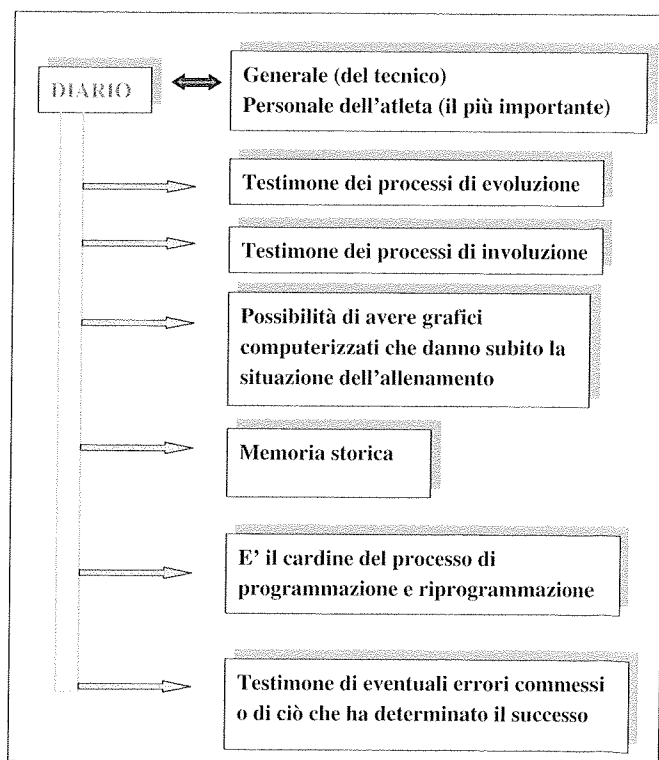 DIARIO
Generale (del tecnico)
Personale dell'atleta (il più importante)
Testimone dei processi di evoluzione
Testimone dei processi di involuzione
Possibilità di avere grafici
computerizzati che danno subito la
situazione dell'allenamento
Memoria storica
E' il cardine del processo di
programmazione e riprogrammazione
Testimone di eventuali errori commessi
o di ciò che ha determinato il successo